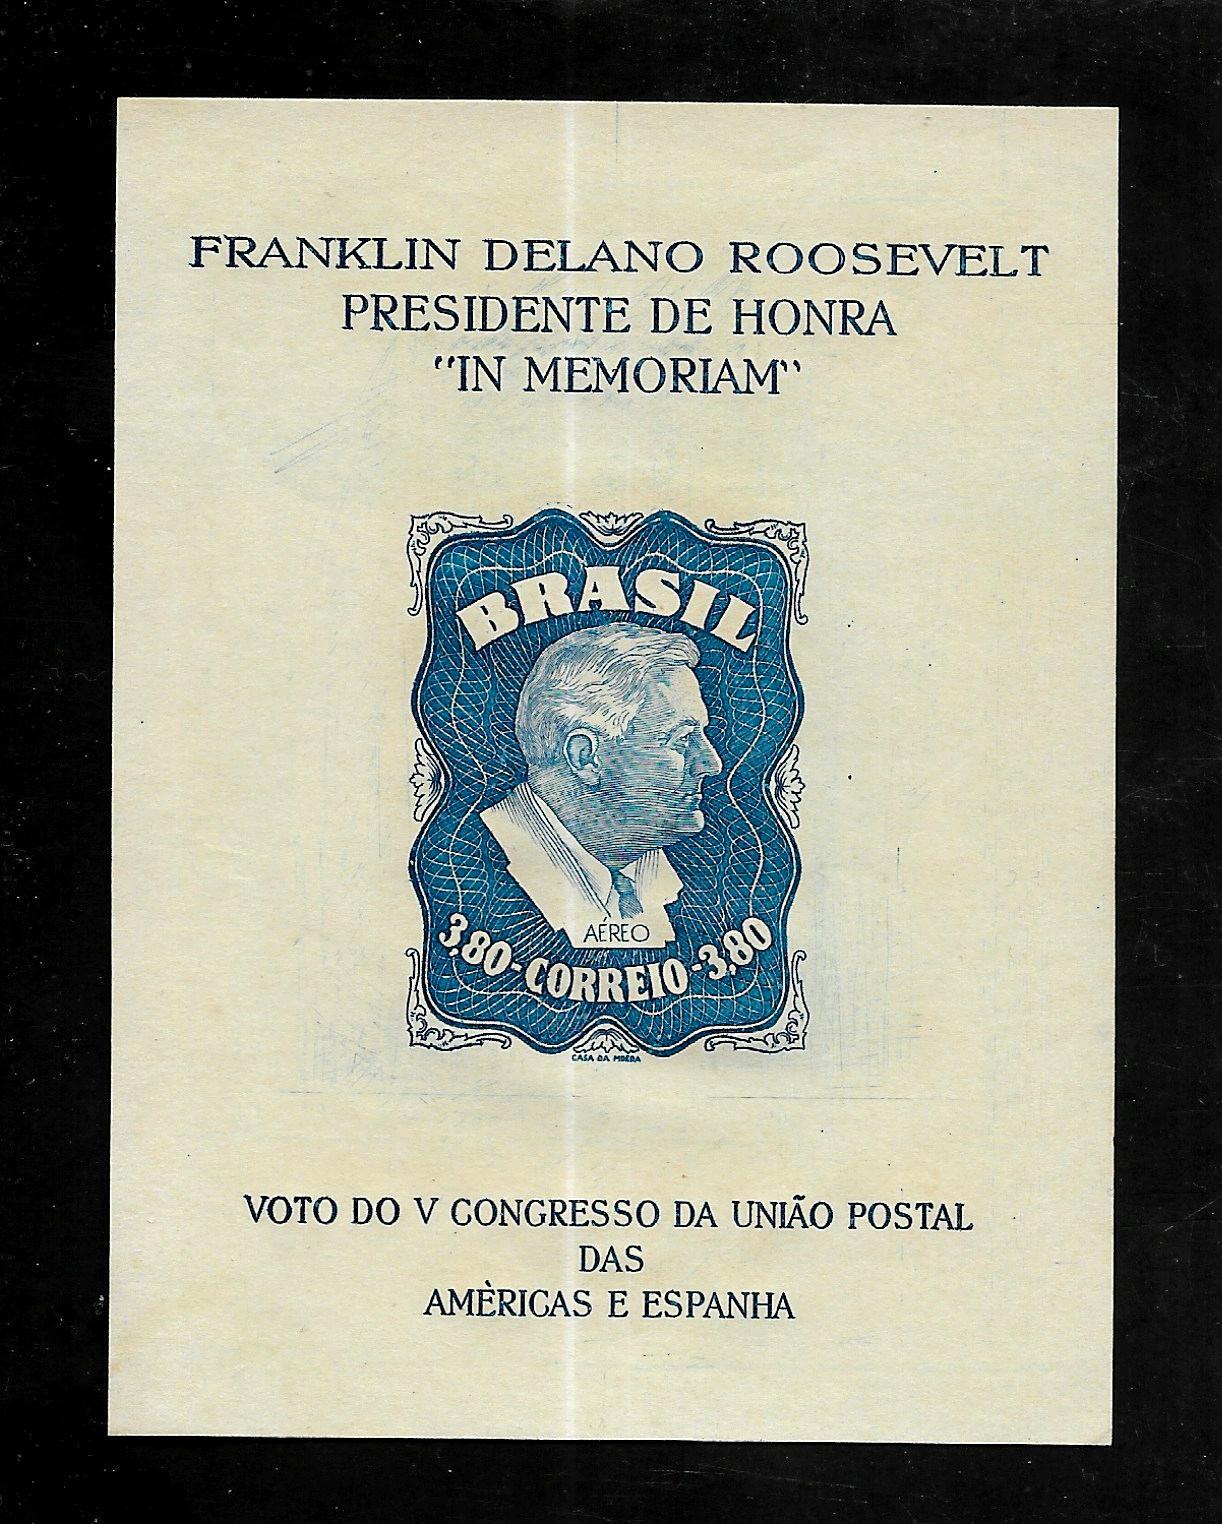 FRANKLIN DELANO ROOSEVELT
PRESIDENTE DE HONRA
"IN MEMORIAM"
BRASIL
AÉREO
3,80-CORREIO-3,80
CASA DA MOEDA
VOTO DO V CONGRESSO DA UNIÃO POSTAL
DAS
AMÈRICAS E ESPANHA